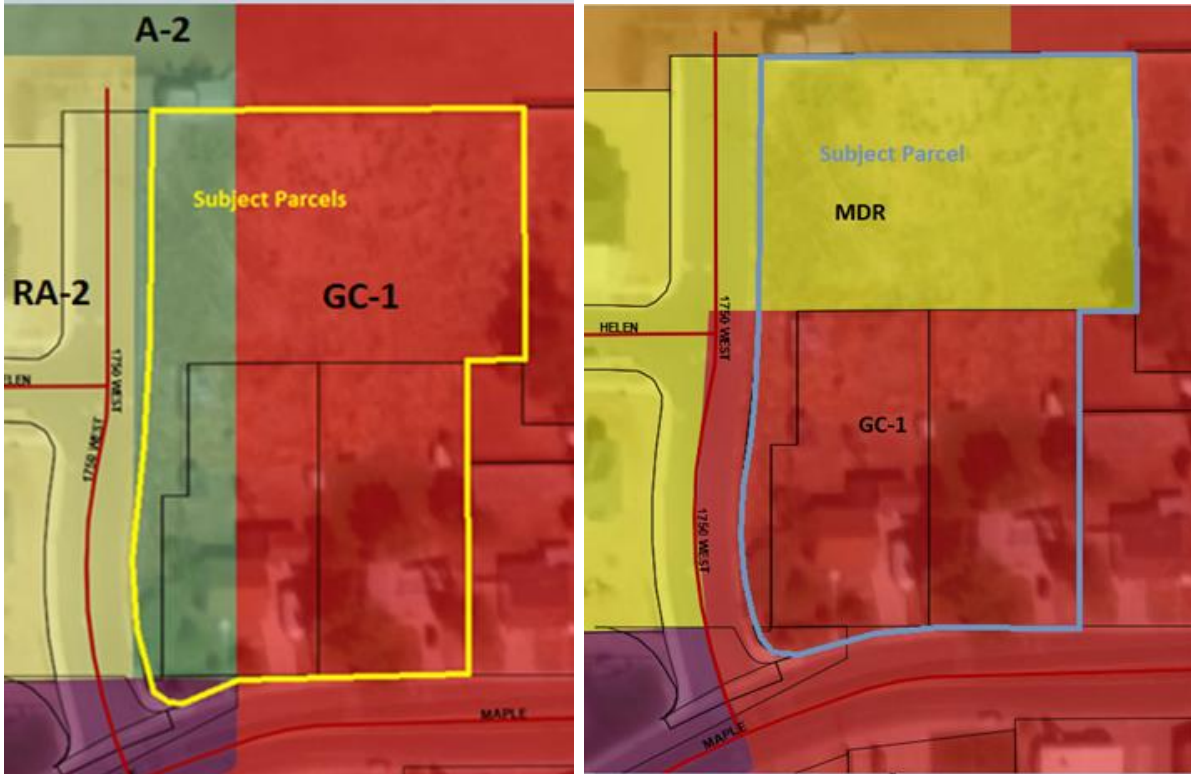 A-2
Subject Parcels
RA-2
GC-1
ELEN
1750 WEST
1750 WEST
MAPLE
Subject Parcel
MDR
HELEN
1750 WEST
GC-1
1750 WEST
MAPLE